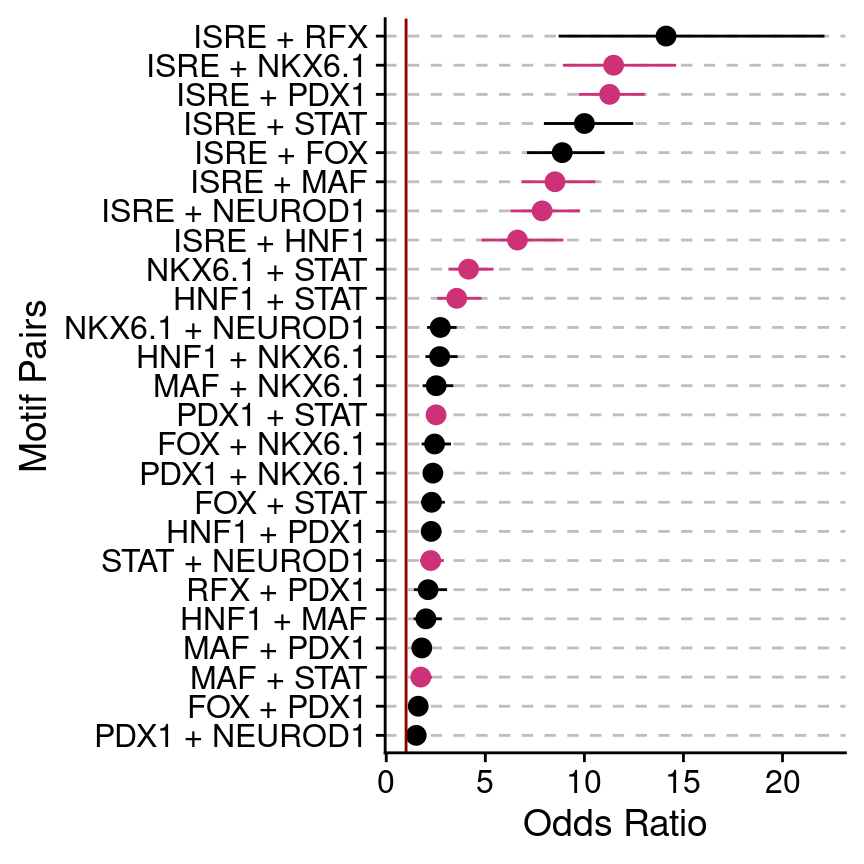 ISRE + RFX
ISRE + NKX6.1
ISRE + PDX1
ISRE + STAT
ISRE + FOX
ISRE + MAF
ISRE + NEUROD1
ISRE + HNF1
NKX6.1 + STAT
HNF1 + STAT
NKX6.1 + NEUROD1
HNF1 + NKX6.1
MAF + NKX6.1
PDX1 + STAT
FOX + NKX6.1
PDX1 + NKX6.1
FOX + STAT
HNF1 + PDX1
STAT + NEUROD1
RFX + PDX1
HNF1 + MAF
MAF + PDX1
MAF + STAT
FOX + PDX1
PDX1 + NEUROD1
Motif Pairs
0 5 10 15 20
Odds Ratio